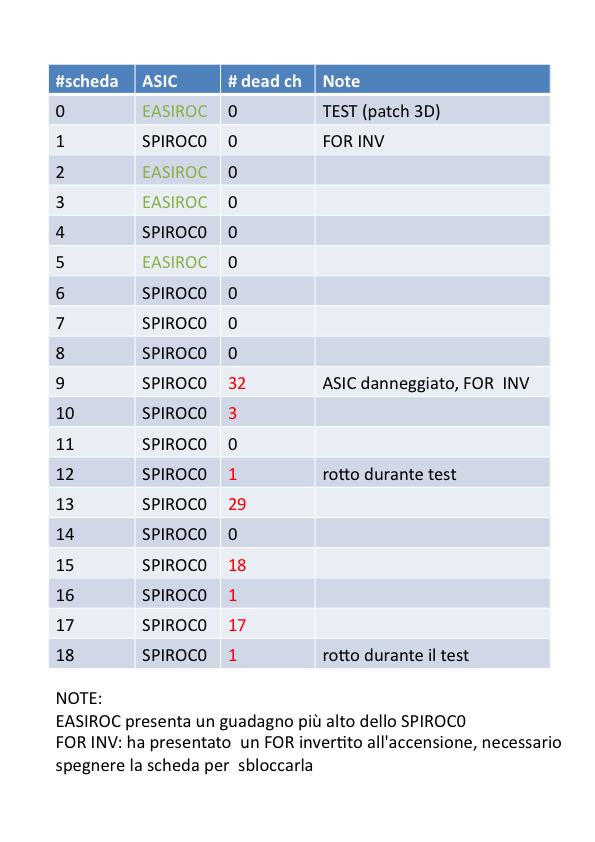 #scheda ASIC # dead ch Note
0 EASIROC 0 TEST (patch 3D)
1 SPIROC0 0 FOR INV
2 EASIROC 0
3 EASIROC 0
4 SPIROC0 0
5 EASIROC 0
6 SPIROC0 0
7 SPIROC0 0
8 SPIROC0 0
9 SPIROC0 32 ASIC danneggiato, FOR  INV
10 SPIROC0 3
11 SPIROC0 0
12 SPIROC0 1 rotto durante test
13 SPIROC0 29
14 SPIROC0 0
15 SPIROC0 18
16 SPIROC0 1
17 SPIROC0 17
18 SPIROC0 1 rotto durante il test
NOTE:
EASIROC presenta un guadagno più alto dello SPIROC0
FOR INV: ha presentato  un FOR invertito all'accensione, necessario
spegnere la scheda per  sbloccarla